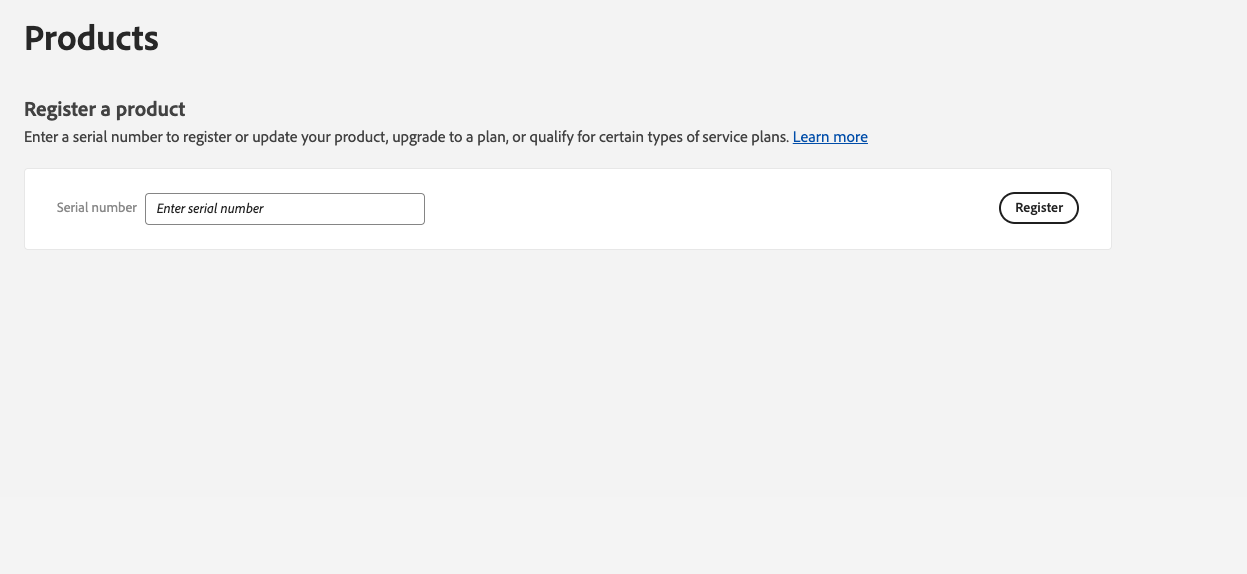 Products
Register a product
Enter a serial number to register or update your product, upgrade to a plan, or qualify for certain types of service plans. Learn more
Serial number
Enter serial number
Register